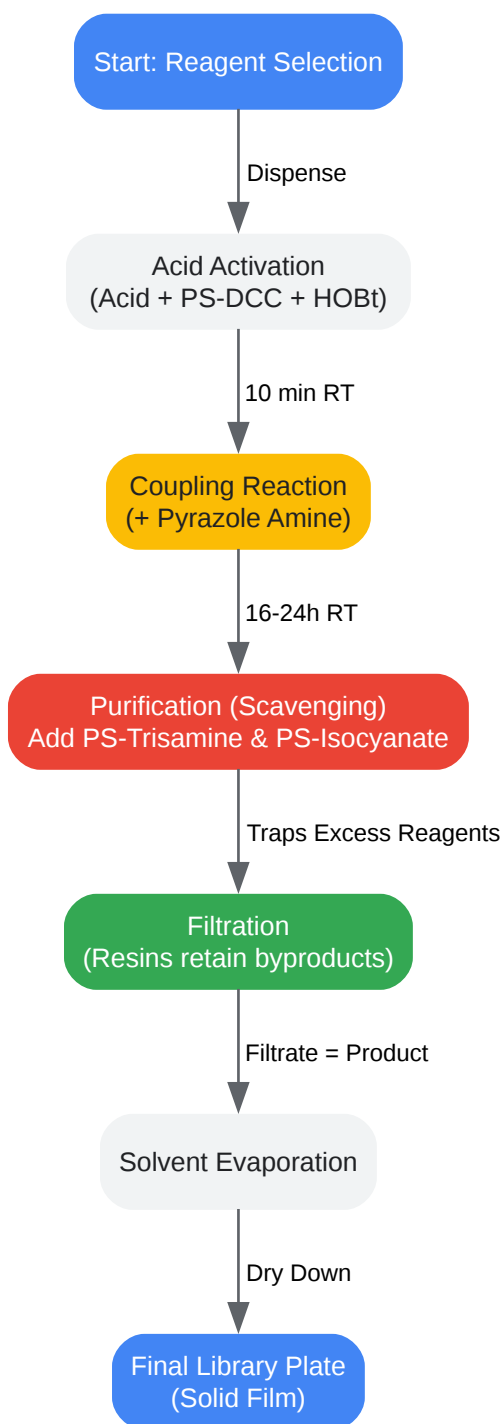 Start: Reagent Selection
Dispense
Acid Activation
(Acid + PS-DCC + HOBt)
10 min RT
Coupling Reaction
(+ Pyrazole Amine)
16-24h RT
Purification (Scavenging)
Add PS-Trisamine & PS-Isocyanate
Traps Excess Reagents
Filtration
(Resins retain byproducts)
Filtrate = Product
Solvent Evaporation
Dry Down
Final Library Plate
(Solid Film)